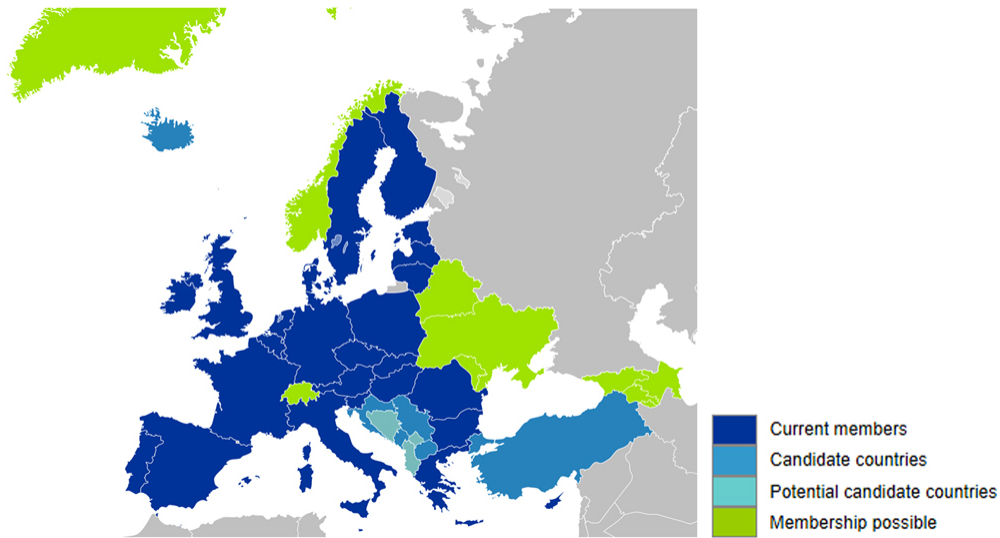 Current members
Candidate countries
Potential candidate countries
Membership possible